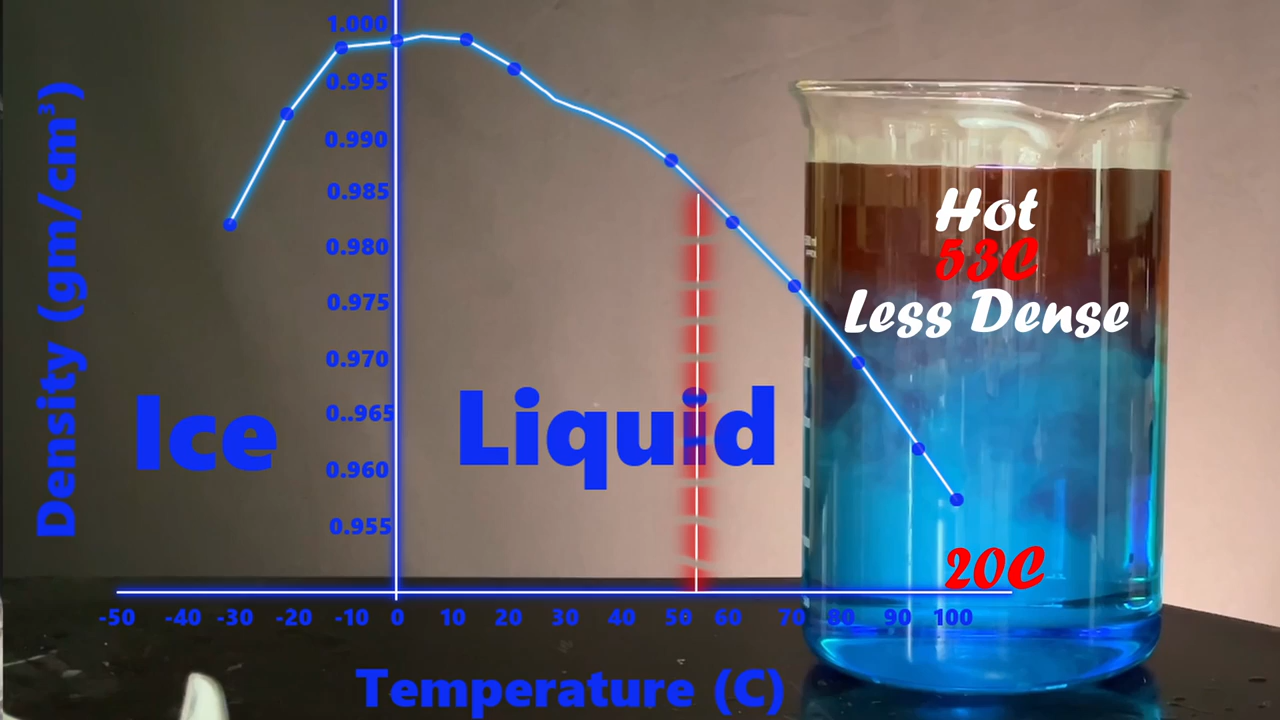 Density (gm/cm³)
1.000
0.995
0.990
0.985
0.980
0.975
0.970
0..965
0.960
0.955
Ice
Liquid
Hot
53C
Less Dense
20C
-50 -40 -30 -20 -10 0 10 20 30 40 50 60 70 80 90 100
Temperature (C)